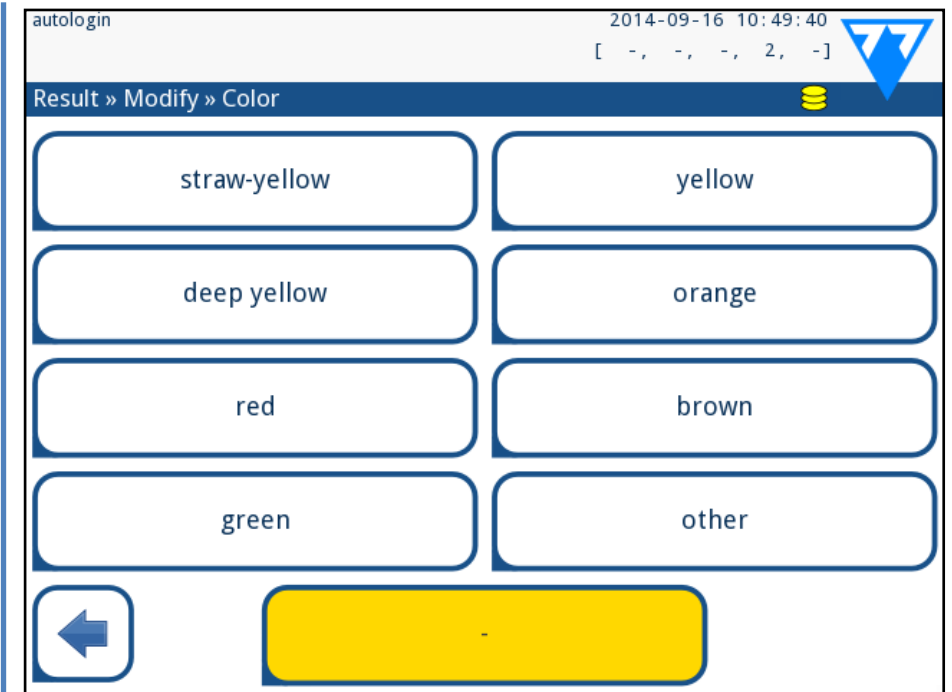 autologin 2014-09-16 10:49:40
[ -, -, -, 2, -]
Result » Modify » Color
straw-yellow yellow
deep yellow orange
red brown
green other
-